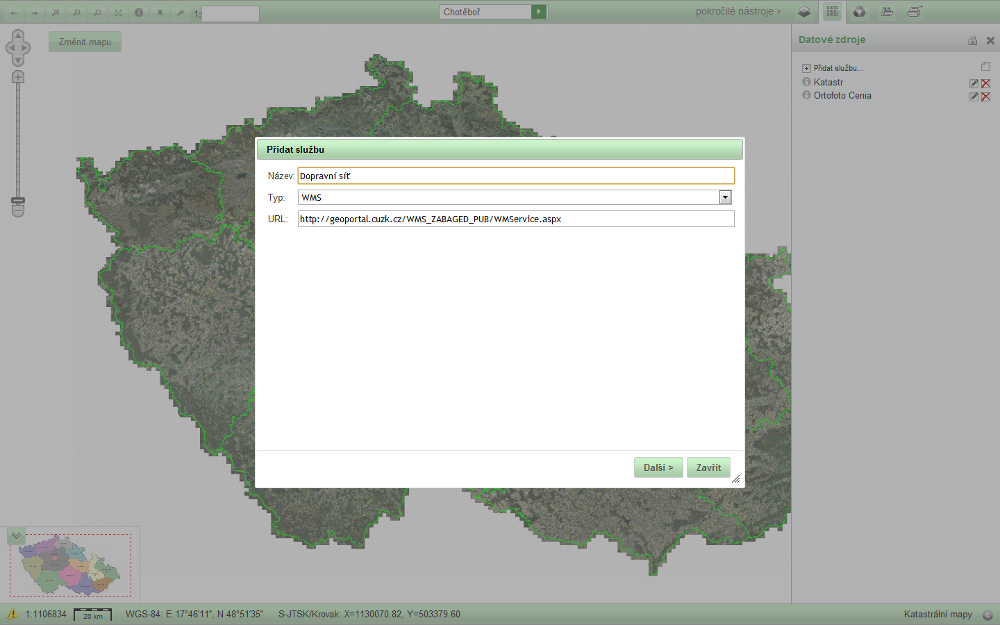 1:
Chotěboř
pokročilé nástroje
Změnit mapu
Datové zdroje
Přidat službu...
Katastr
Ortofoto Cenia
Přidat službu
Název: Dopravní síť
Typ: WMS
URL: http://geoportal.cuzk.cz/WMS_ZABAGED_PUB/WMService.aspx
Další >
Zavřít
1:1106834
20 km
WGS-84: E 17°46'11", N 48°51'35"
S-JTSK/Krovak: X=1130070.82, Y=503379.60
Katastrální mapy